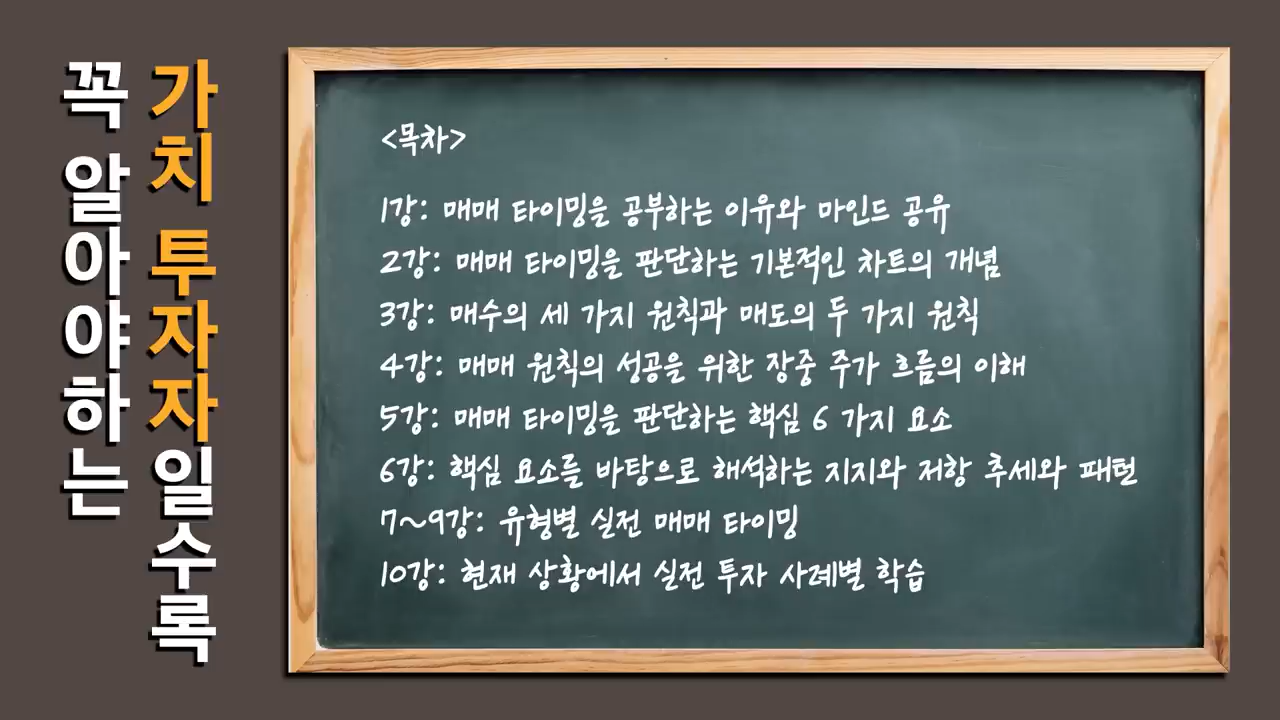 가치 투자자일수록
꼭 알아야하는
<목차>
1강: 매매 타이밍을 공부하는 이유와 마인드 공유
2강: 매매 타이밍을 판단하는 기본적인 차트의 개념
3강: 매수의 세 가지 원칙과 매도의 두 가지 원칙
4강: 매매 원칙의 성공을 위한 장중 주가 흐름의 이해
5강: 매매 타이밍을 판단하는 핵심 6 가지 요소
6강: 핵심 요소를 바탕으로 해석하는 지지와 저항 추세와 패턴
7~9강: 유형별 실전 매매 타이밍
10강: 현재 상황에서 실전 투자 사례별 학습